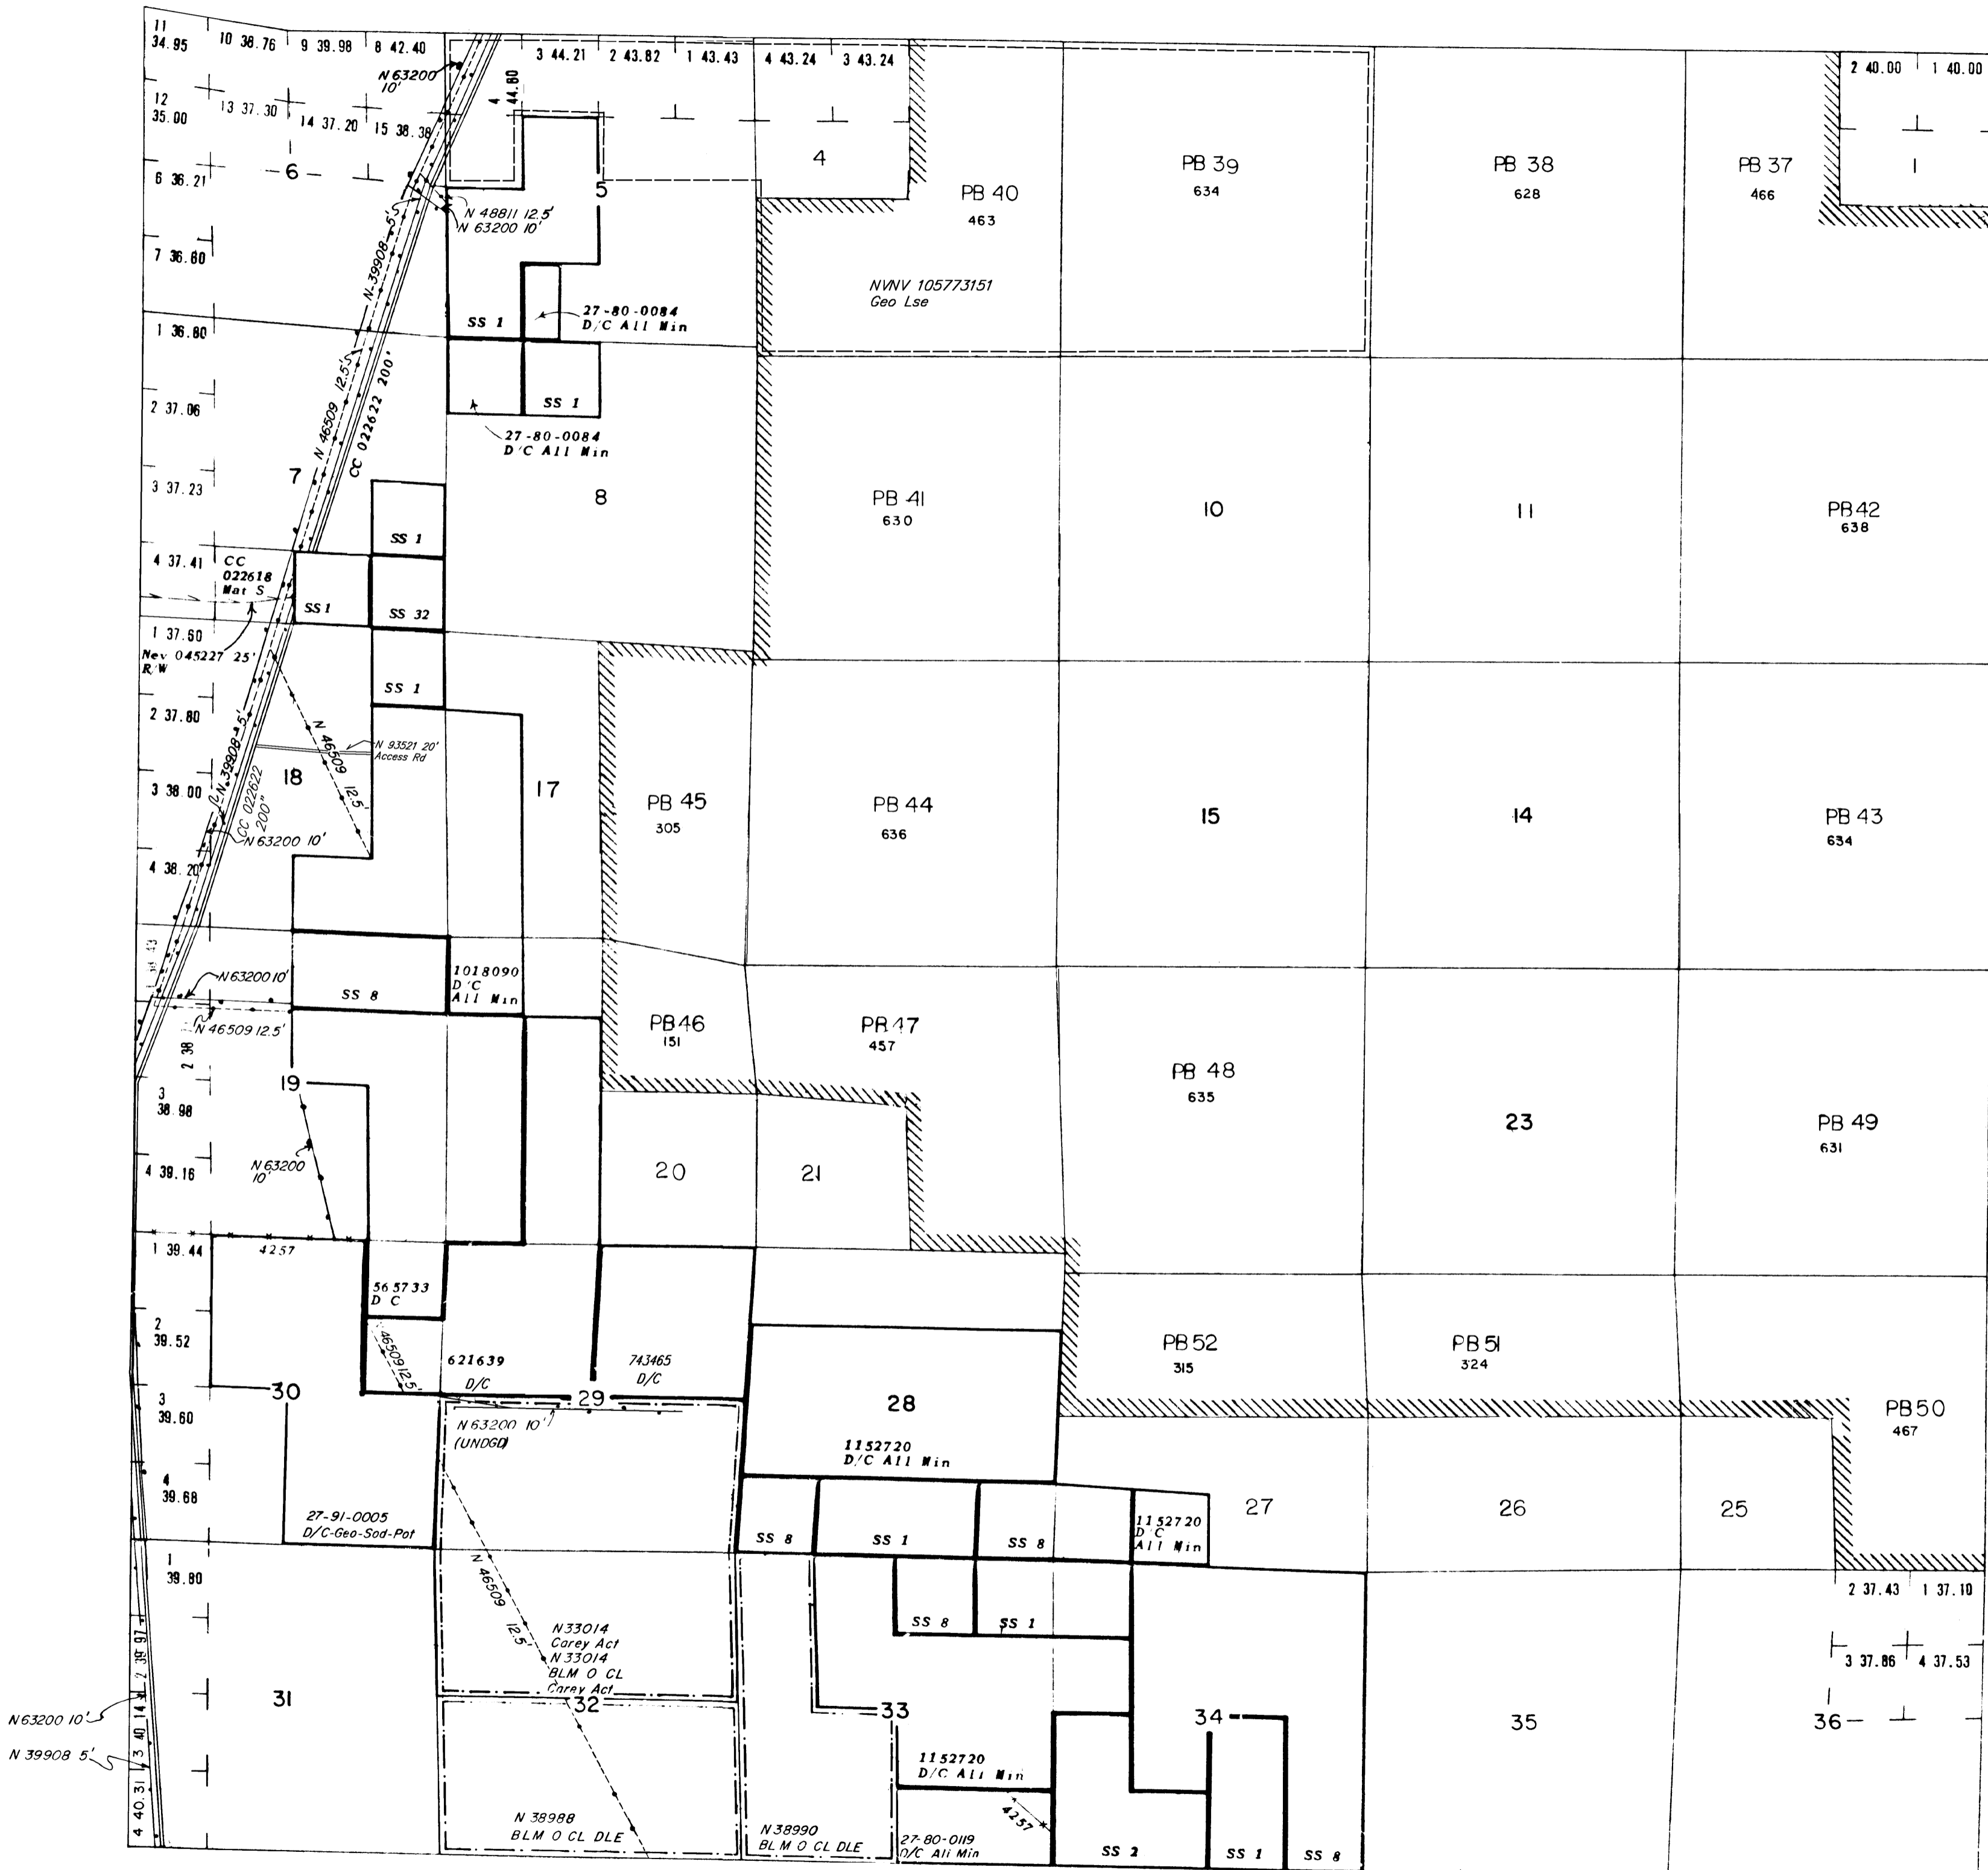 11
34.95
10 38.76
9 39.98
8 42.40
3 44.21
2 43.82
1 43.43
4 43.24
3 43.24
2 40.00
1 40.00
N 63200
10'
4
44.60
12
35.00
13 37.30
14 37.20
15 38.38
6 36.21
6
5
4
PB 40
463
PB 39
634
PB 38
628
PB 37
466
1
N 48811 12.5'
N 63200 10'
N 39908 5'
7 36.60
NVNV 105773151
Geo Lse
SS 1
27-80-0084
D/C All Min
1 36.80
N 46509 12.5'
CC 022622 200'
2 37.06
SS 1
27-80-0084
D/C All Min
7
3 37.23
8
PB 41
630
10
11
PB 42
638
SS 1
4 37.41
CC
022618
Mat S
SS 1
SS 32
1 37.60
Nev 045227 25'
R/W
SS 1
2 37.80
N 39908 5'
N 46509 12.5'
N 93521 20'
Access Rd
18
17
3 38.00
CC 022622
200"
N 63200 10'
PB 45
305
PB 44
636
15
14
PB 43
634
4 38.20
N 63200 10'
SS 8
1018090
D/C
All Min
N 46509 12.5'
2 38
PB 46
151
PB 47
457
PB 48
635
23
PB 49
631
19
3
38.98
N 63200
10'
4 39.16
20
21
1 39.44
4257
565733
D C
2
39.52
46509 12.5'
621639
D/C
743465
D/C
PB 52
315
PB 51
324
30
29
28
PB 50
467
3
39.60
N 63200 10'
(UNDGD)
1152720
D/C All Min
4
39.68
27-91-0005
D/C-Geo-Sod-Pot
SS 8
SS 1
SS 8
1152720
D C
All Min
27
26
25
1
39.80
N 46509 12.5'
2 37.43
1 37.10
SS 8
SS 1
N 33014
Carey Act
N 33014
BLM O CL
Carey Act
2 39 97
3 37.86
4 37.53
N 63200 10'
31
32
33
34
35
36
3 40 14
N 39908 5'
1152720
D/C All Min
4 40.31
N 38988
BLM O CL DLE
N 38990
BLM O CL DLE
27-80-0119
D/C All Min
4257
SS 2
SS 1
SS 8